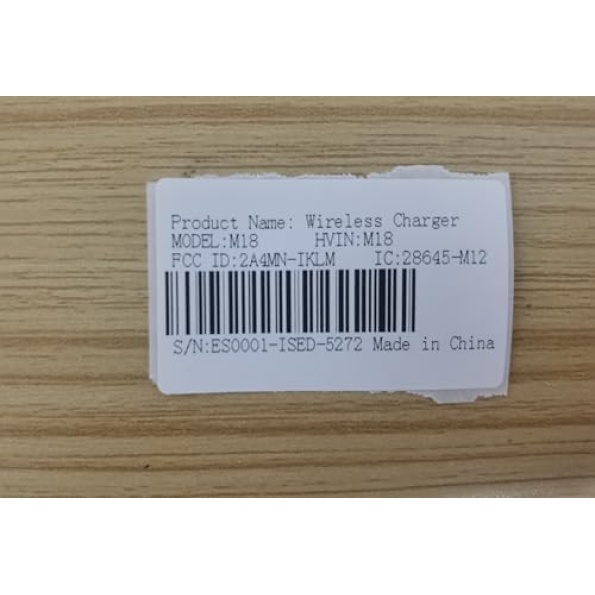 Product Name: Wireless Charger
MODEL:M18 HVIN:M18
FCC ID:2A4MN-IKLM IC:28645-M12
S/N:ES0001-ISED-5272 Made in China